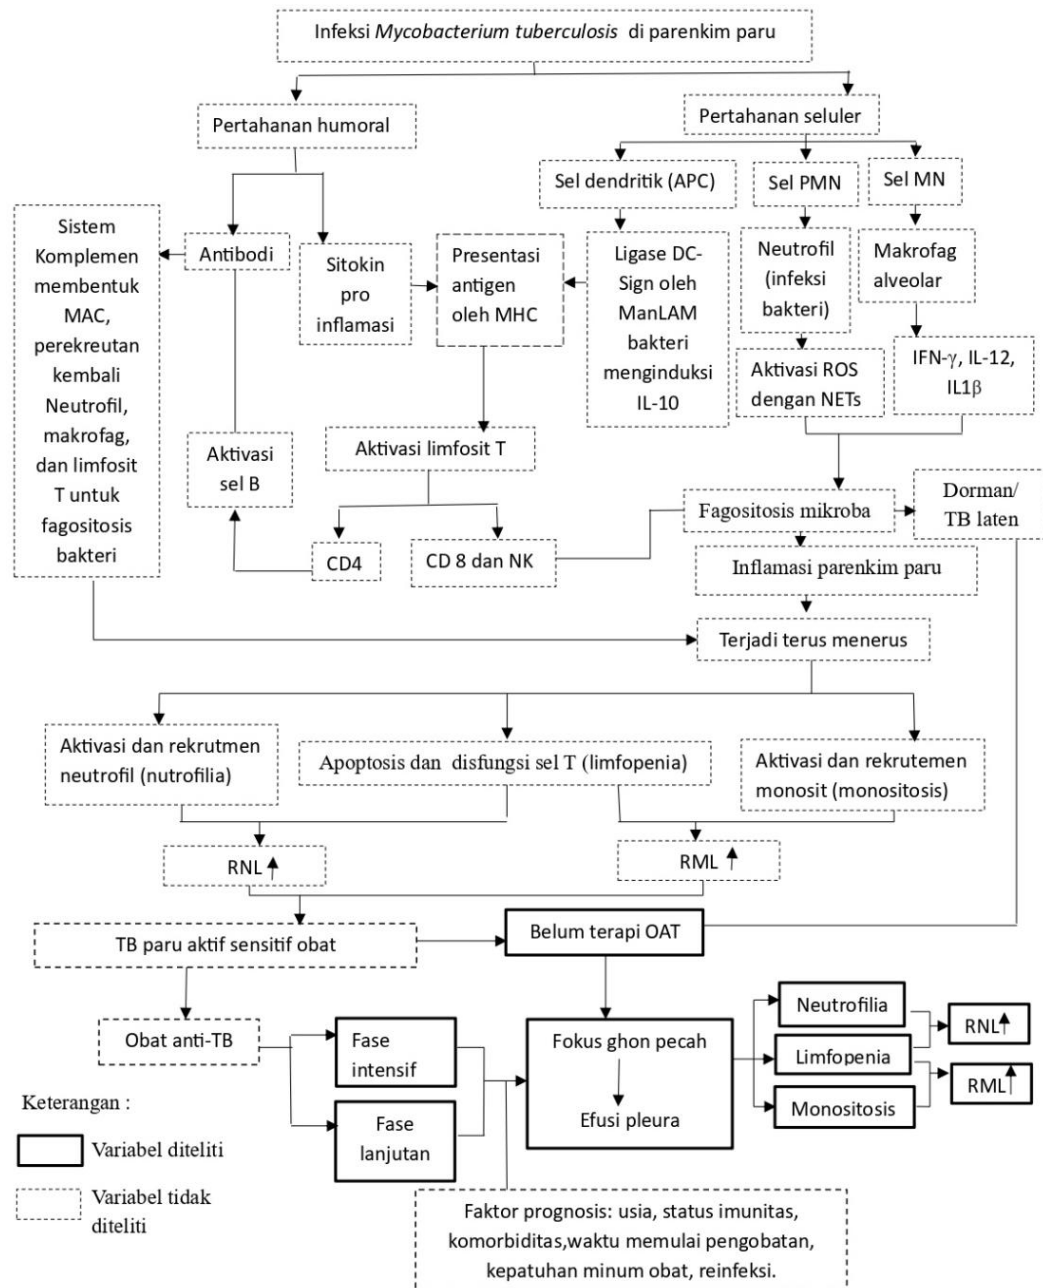 Infeksi Mycobacterium tuberculosis di parenkim paru
Pertahanan humoral
Pertahanan seluler
Sel dendritik (APC)
Sel PMN
Sel MN
Sistem
Komplemen
membentuk
MAC,
perekreutan
kembali
Neutrofil,
makrofag,
dan limfosit
T untuk
fagositosis
bakteri
Antibodi
Sitokin
pro
inflamasi
Presentasi
antigen
oleh MHC
Ligase DC-
Sign oleh
ManLAM
bakteri
menginduksi
IL-10
Neutrofil
(infeksi
bakteri)
Makrofag
alveolar
Aktivasi ROS
dengan NETs
IFN-γ, IL-12,
IL1β
Aktivasi
sel B
Aktivasi limfosit T
CD4
CD 8 dan NK
Fagositosis mikroba
Dorman/
TB laten
Inflamasi parenkim paru
Terjadi terus menerus
Aktivasi dan rekrutmen
neutrofil (nutrofilia)
Apoptosis dan disfungsi sel T (limfopenia)
Aktivasi dan rekrutemen
monosit (monositosis)
RNL
RML
TB paru aktif sensitif obat
Belum terapi OAT
Obat anti-TB
Fase
intensif
Fase
lanjutan
Fokus ghon pecah
Efusi pleura
Neutrofilia
Limfopenia
Monositosis
RNL
RML
Keterangan :
Variabel diteliti
Variabel tidak
diteliti
Faktor prognosis: usia, status imunitas,
komorbiditas,waktu memulai pengobatan,
kepatuhan minum obat, reinfeksi.